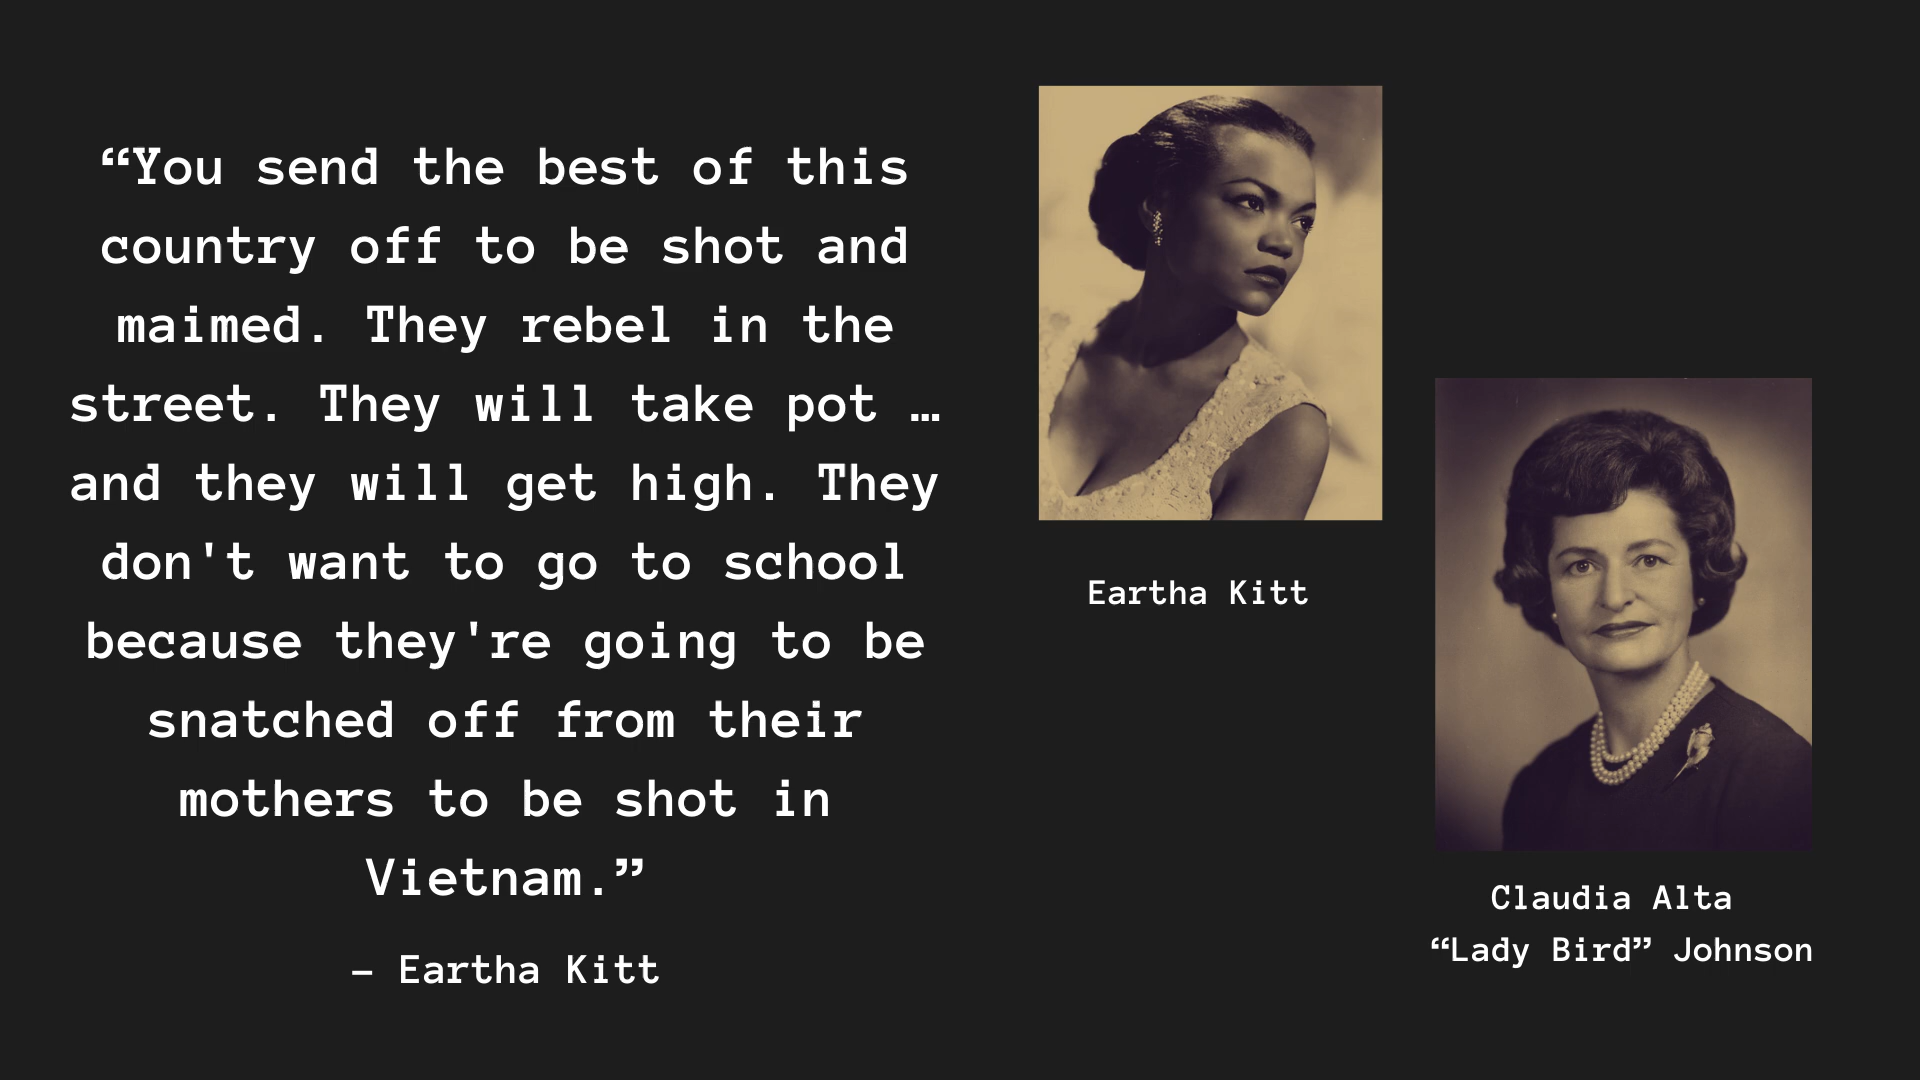 “You send the best of this
country off to be shot and
maimed. They rebel in the
street. They will take pot …
and they will get high. They
don't want to go to school
because they're going to be
snatched off from their
mothers to be shot in
Vietnam.”
– Eartha Kitt
Eartha Kitt
Claudia Alta
“Lady Bird” Johnson